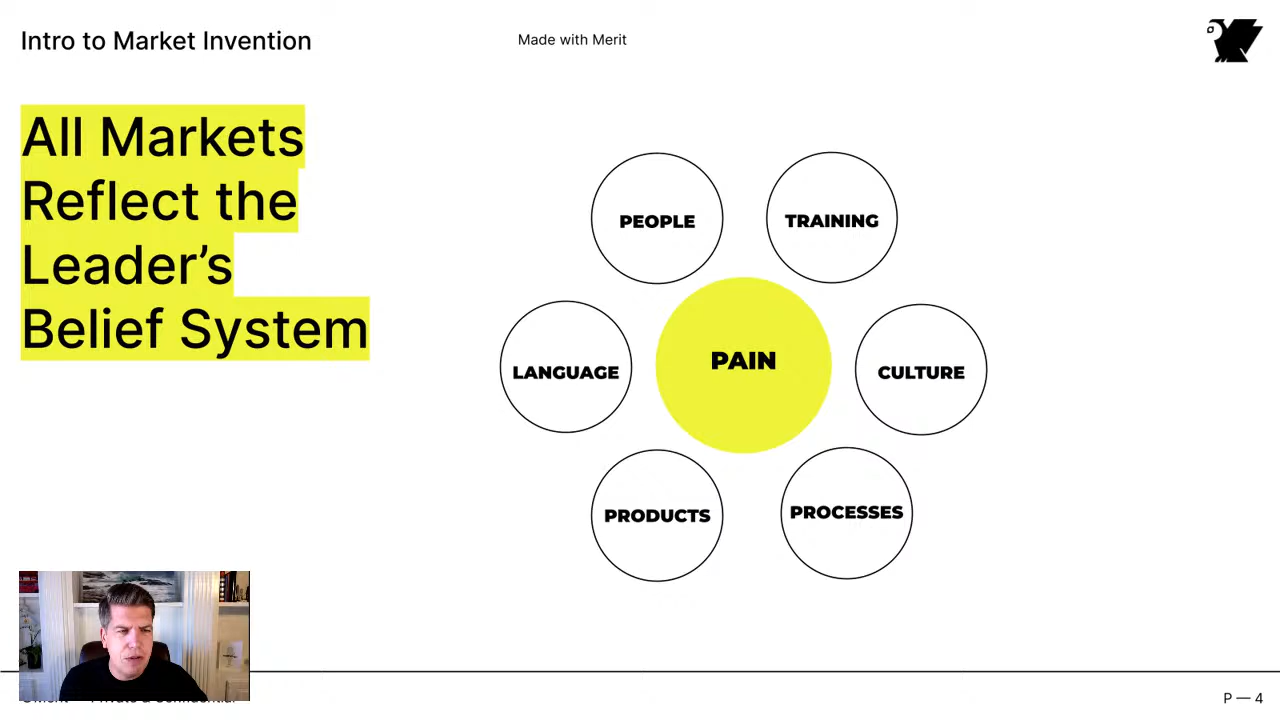 Intro to Market Invention
Made with Merit
All Markets
Reflect the
Leader’s
Belief System
PEOPLE
TRAINING
PAIN
LANGUAGE
CULTURE
PRODUCTS
PROCESSES
P — 4